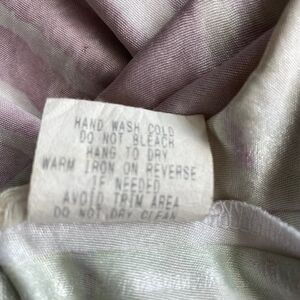 HAND WASH COLD
DO NOT BLEACH
HANG TO DRY
WARM IRON ON REVERSE
IF NEEDED
AVOID TRIM AREA
DO NOT DRY CLEAN